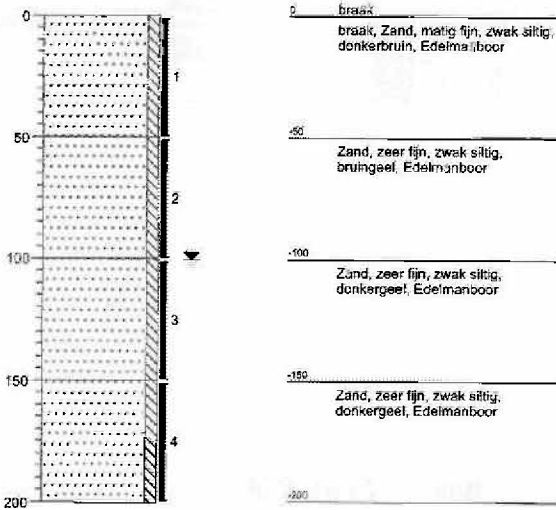 0
50
100
150
200
1
2
3
4
0 braak
braak, Zand, matig fijn, zwak siltig,
donkerbruin, Edelmanboor
-50
Zand, zeer fijn, zwak siltig,
bruingeel, Edelmanboor
-100
Zand, zeer fijn, zwak siltig,
donkergeel, Edelmanboor
-150
Zand, zeer fijn, zwak siltig,
donkergeel, Edelmanboor
-200